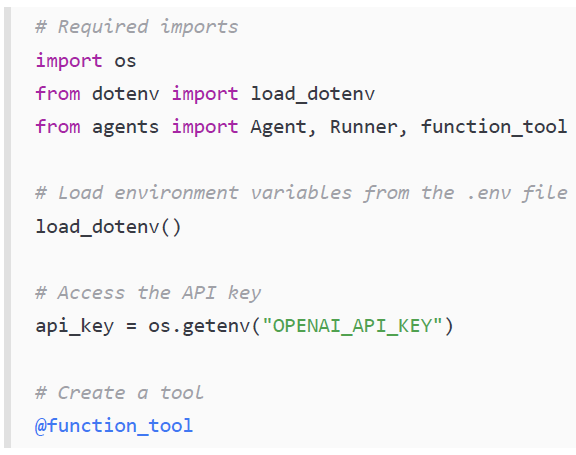 # Required imports
import os
from dotenv import load_dotenv
from agents import Agent, Runner, function_tool
# Load environment variables from the .env file
load_dotenv()
# Access the API key
api_key = os.getenv("OPENAI_API_KEY")
# Create a tool
@function_tool